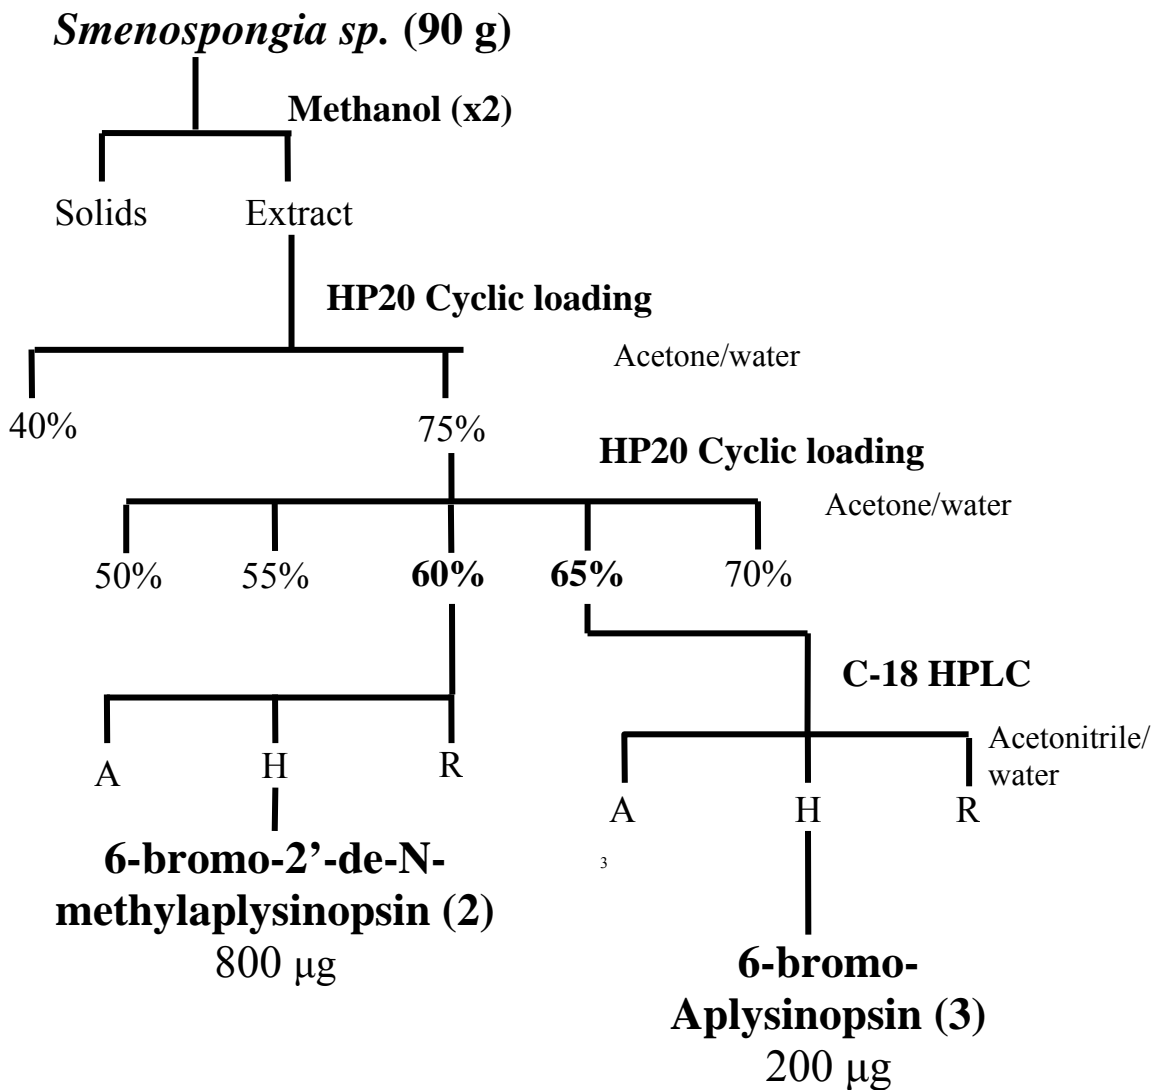 Smenospongia sp. (90 g)
Methanol (x2)
Solids
Extract
HP20 Cyclic loading
Acetone/water
40%
75%
HP20 Cyclic loading
Acetone/water
50%
55%
60%
65%
70%
C-18 HPLC
Acetonitrile/
water
A
H
R
A
H
R
6-bromo-2’-de-N-
methylaplysinopsin (2)
800 μg
3
6-bromo-
Aplysinopsin (3)
200 μg